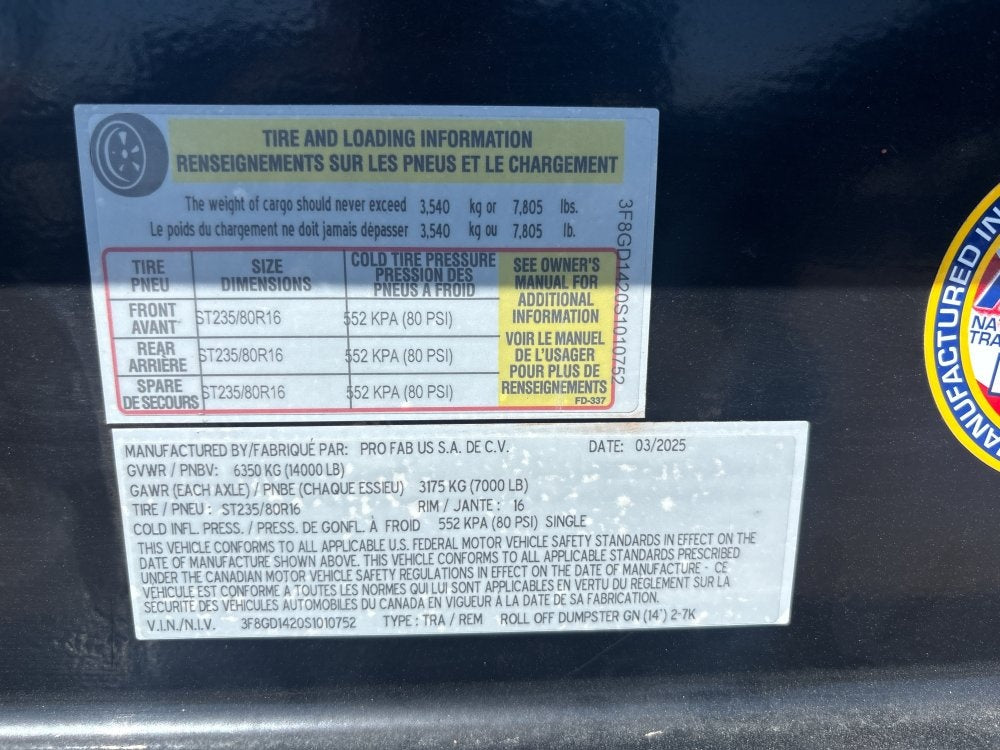 TIRE AND LOADING INFORMATION
RENSEIGNEMENTS SUR LES PNEUS ET LE CHARGEMENT
The weight of cargo should never exceed 3,540 kg or 7,805 lbs.
Le poids du chargement ne doit jamais dépasser 3,540 kg ou 7,805 lb.
TIRE PNEU
SIZE DIMENSIONS
COLD TIRE PRESSURE
PRESSION DES
PNEUS A FROID
FRONT AVANT ST235/80R16 552 KPA (80 PSI)
REAR ARRIÈRE ST235/80R16 552 KPA (80 PSI)
SPARE DE SECOURS ST235/80R16 552 KPA (80 PSI)
SEE OWNER'S
MANUAL FOR
ADDITIONAL
INFORMATION
VOIR LE MANUEL
DE L'USAGER
POUR PLUS DE
RENSEIGNEMENTS
FD-337
3F8GD1420S1010752
MANUFACTURED BY/FABRIQUÉ PAR: PRO FAB US S.A. DE C.V. DATE: 03/2025
GVWR / PNBV: 6350 KG (14000 LB)
GAWR (EACH AXLE) / PNBE (CHAQUE ESSIEU) 3175 KG (7000 LB)
TIRE / PNEU : ST235/80R16 RIM / JANTE : 16
COLD INFL. PRESS. / PRESS. DE GONFL. À FROID 552 KPA (80 PSI) SINGLE
THIS VEHICLE CONFORMS TO ALL APPLICABLE U.S. FEDERAL MOTOR VEHICLE SAFETY STANDARDS IN EFFECT ON THE
DATE OF MANUFACTURE SHOWN ABOVE. THIS VEHICLE CONFORMS TO ALL APPLICABLE STANDARDS PRESCRIBED
UNDER THE CANADIAN MOTOR VEHICLE SAFETY REGULATIONS IN EFFECT ON THE DATE OF MANUFACTURE - CE
VÉHICULE EST CONFORME A TOUTES LES NORMES QUI LUI SONT APPLICABLES EN VERTU DU RÈGLEMENT SUR LA
SÉCURITÉ DES VÉHICULES AUTOMOBILES DU CANADA EN VIGUEUR À LA DATE DE SA FABRICATION.
V.I.N./N.I.V. 3F8GD1420S1010752 TYPE : TRA / REM ROLL OFF DUMPSTER GN (14') 2-7K
MANUFACTURED IN